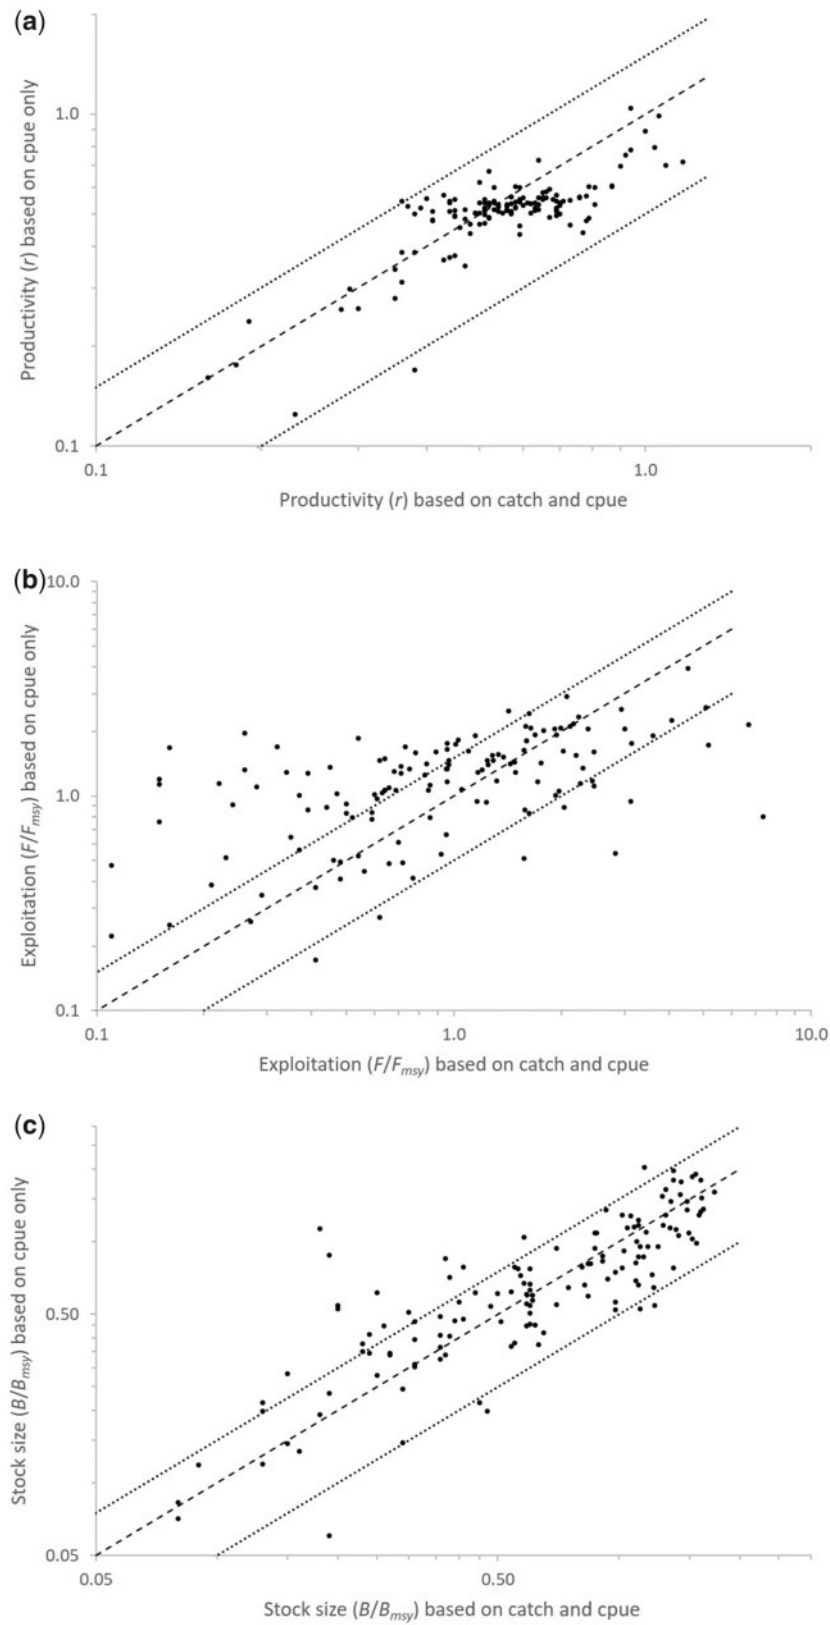 (a)
Productivity (r) based on cpue only
1.0
0.1
0.1
1.0
Productivity (r) based on catch and cpue
(b)
10.0
Exploitation (F/Fmsy) based on cpue only
1.0
0.1
0.1
1.0
10.0
Exploitation (F/Fmsy) based on catch and cpue
(c)
Stock size (B/Bmsy) based on cpue only
0.50
0.05
0.05
0.50
Stock size (B/Bmsy) based on catch and cpue